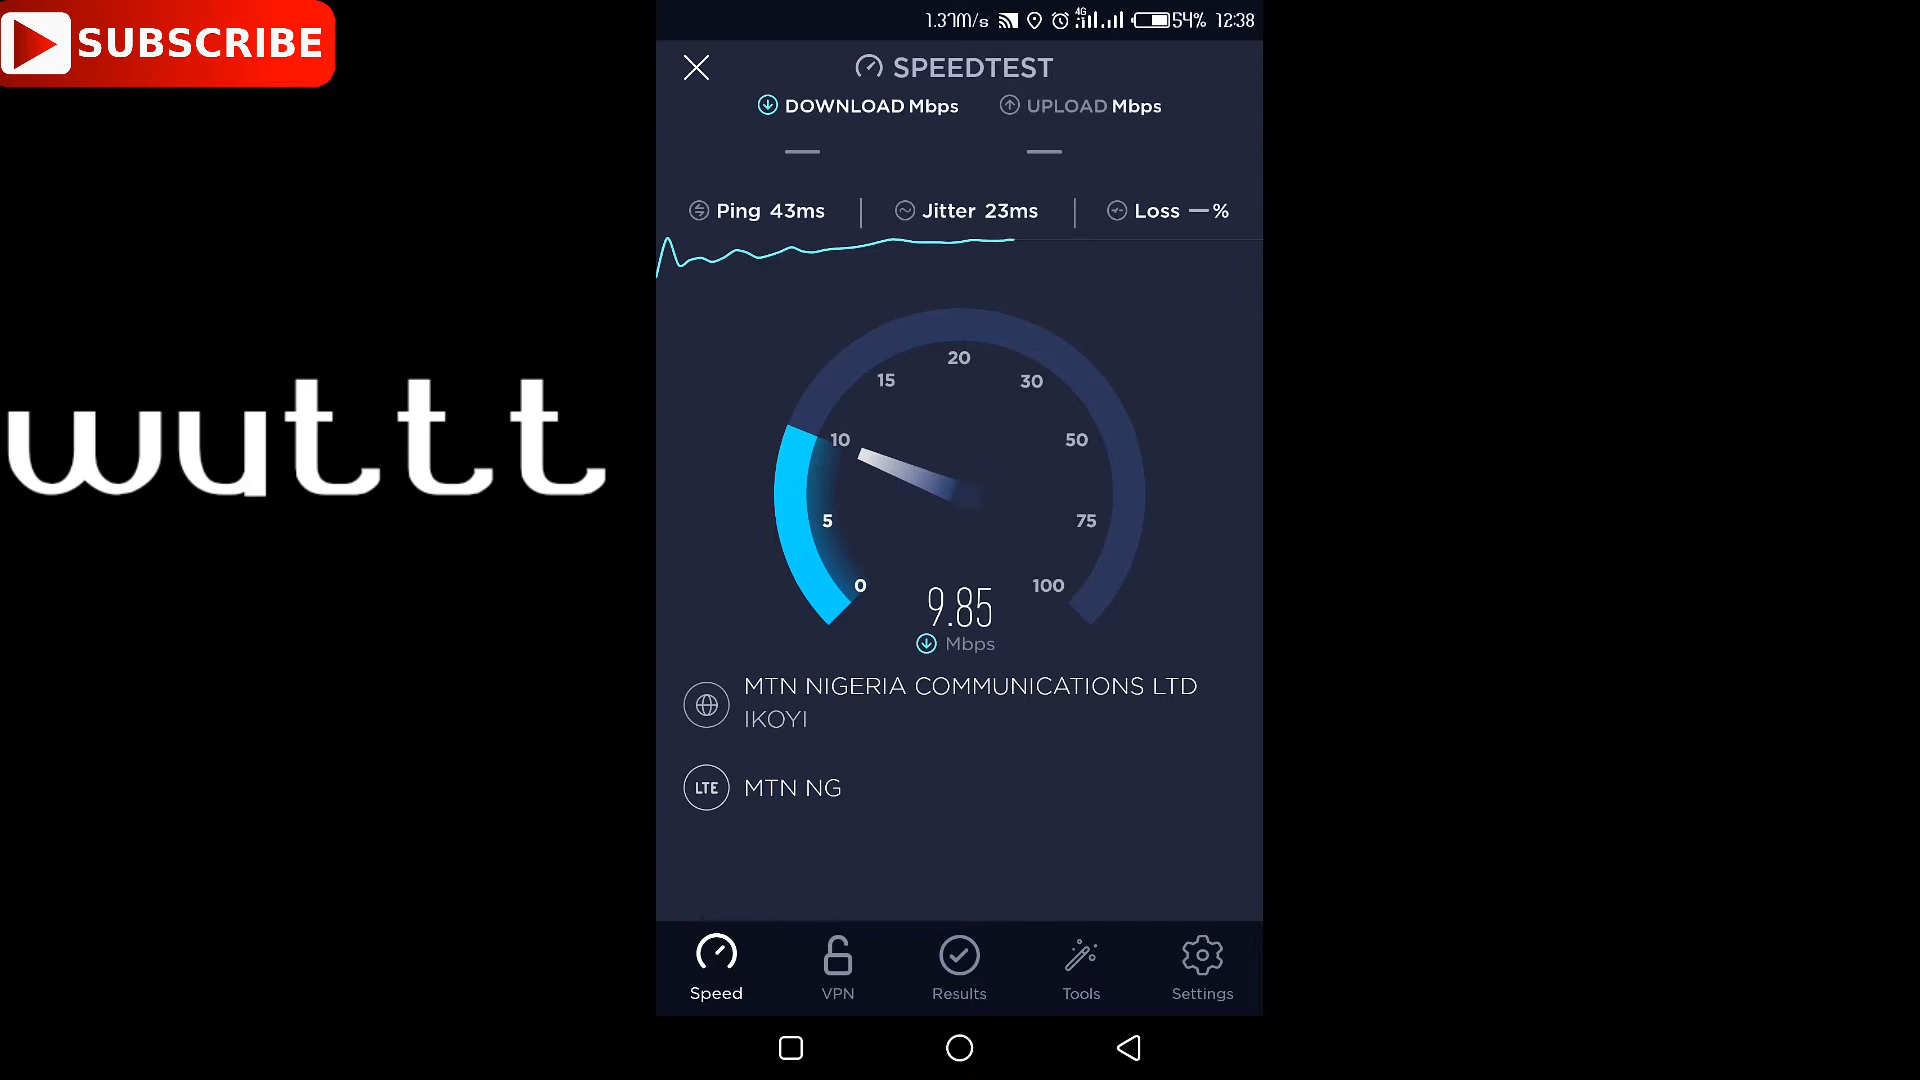 SUBSCRIBE
1.37M/s 4G 54% 12:38
SPEEDTEST
DOWNLOAD Mbps UPLOAD Mbps
— —
Ping 43ms Jitter 23ms Loss —%
wuttt
20
15 30
10 50
5 75
0 100
9.85
Mbps
MTN NIGERIA COMMUNICATIONS LTD
IKOYI
LTE MTN NG
Speed VPN Results Tools Settings